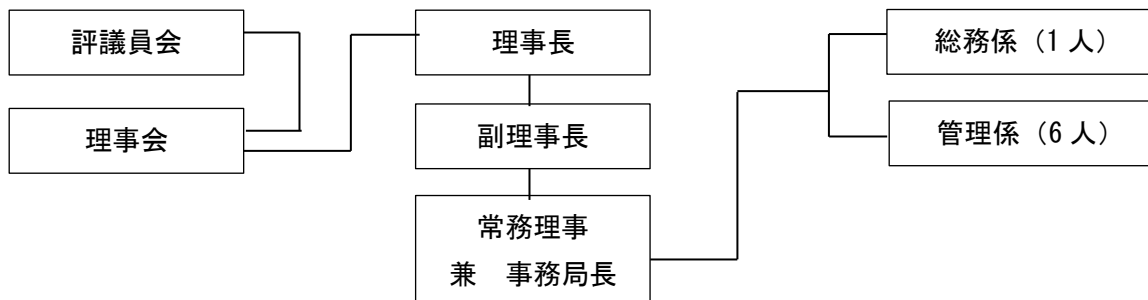 評議員会
理事会
理事長
副理事長
常務理事
兼　事務局長
総務係（1人）
管理係（6人）